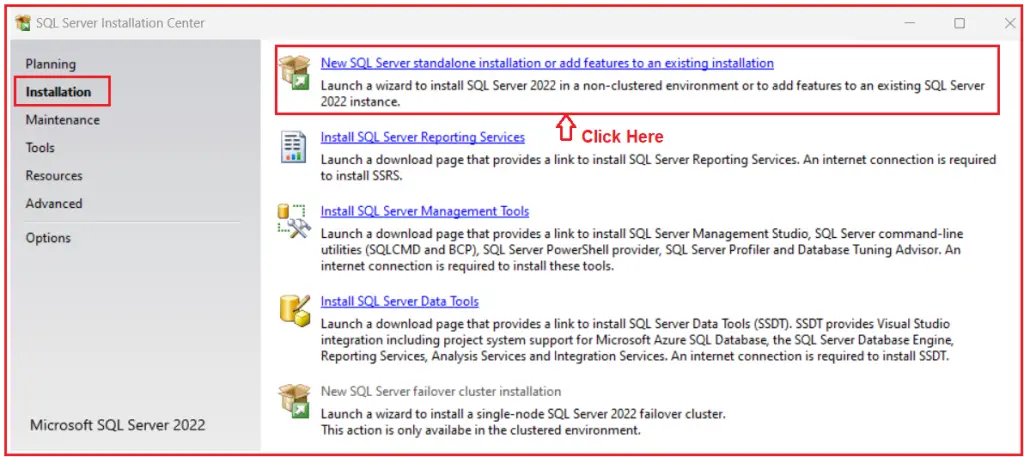 SQL Server Installation Center
Planning
Installation
Maintenance
Tools
Resources
Advanced
Options
Microsoft SQL Server 2022
New SQL Server standalone installation or add features to an existing installation
Launch a wizard to install SQL Server 2022 in a non-clustered environment or to add features to an existing SQL Server
2022 instance.
Click Here
Install SQL Server Reporting Services
Launch a download page that provides a link to install SQL Server Reporting Services. An internet connection is required
to install SSRS.
Install SQL Server Management Tools
Launch a download page that provides a link to install SQL Server Management Studio, SQL Server command-line
utilities (SQLCMD and BCP), SQL Server PowerShell provider, SQL Server Profiler and Database Tuning Advisor. An
internet connection is required to install these tools.
Install SQL Server Data Tools
Launch a download page that provides a link to install SQL Server Data Tools (SSDT). SSDT provides Visual Studio
integration including project system support for Microsoft Azure SQL Database, the SQL Server Database Engine,
Reporting Services, Analysis Services and Integration Services. An internet connection is required to install SSDT.
New SQL Server failover cluster installation
Launch a wizard to install a single-node SQL Server 2022 failover cluster.
This action is only availabe in the clustered environment.